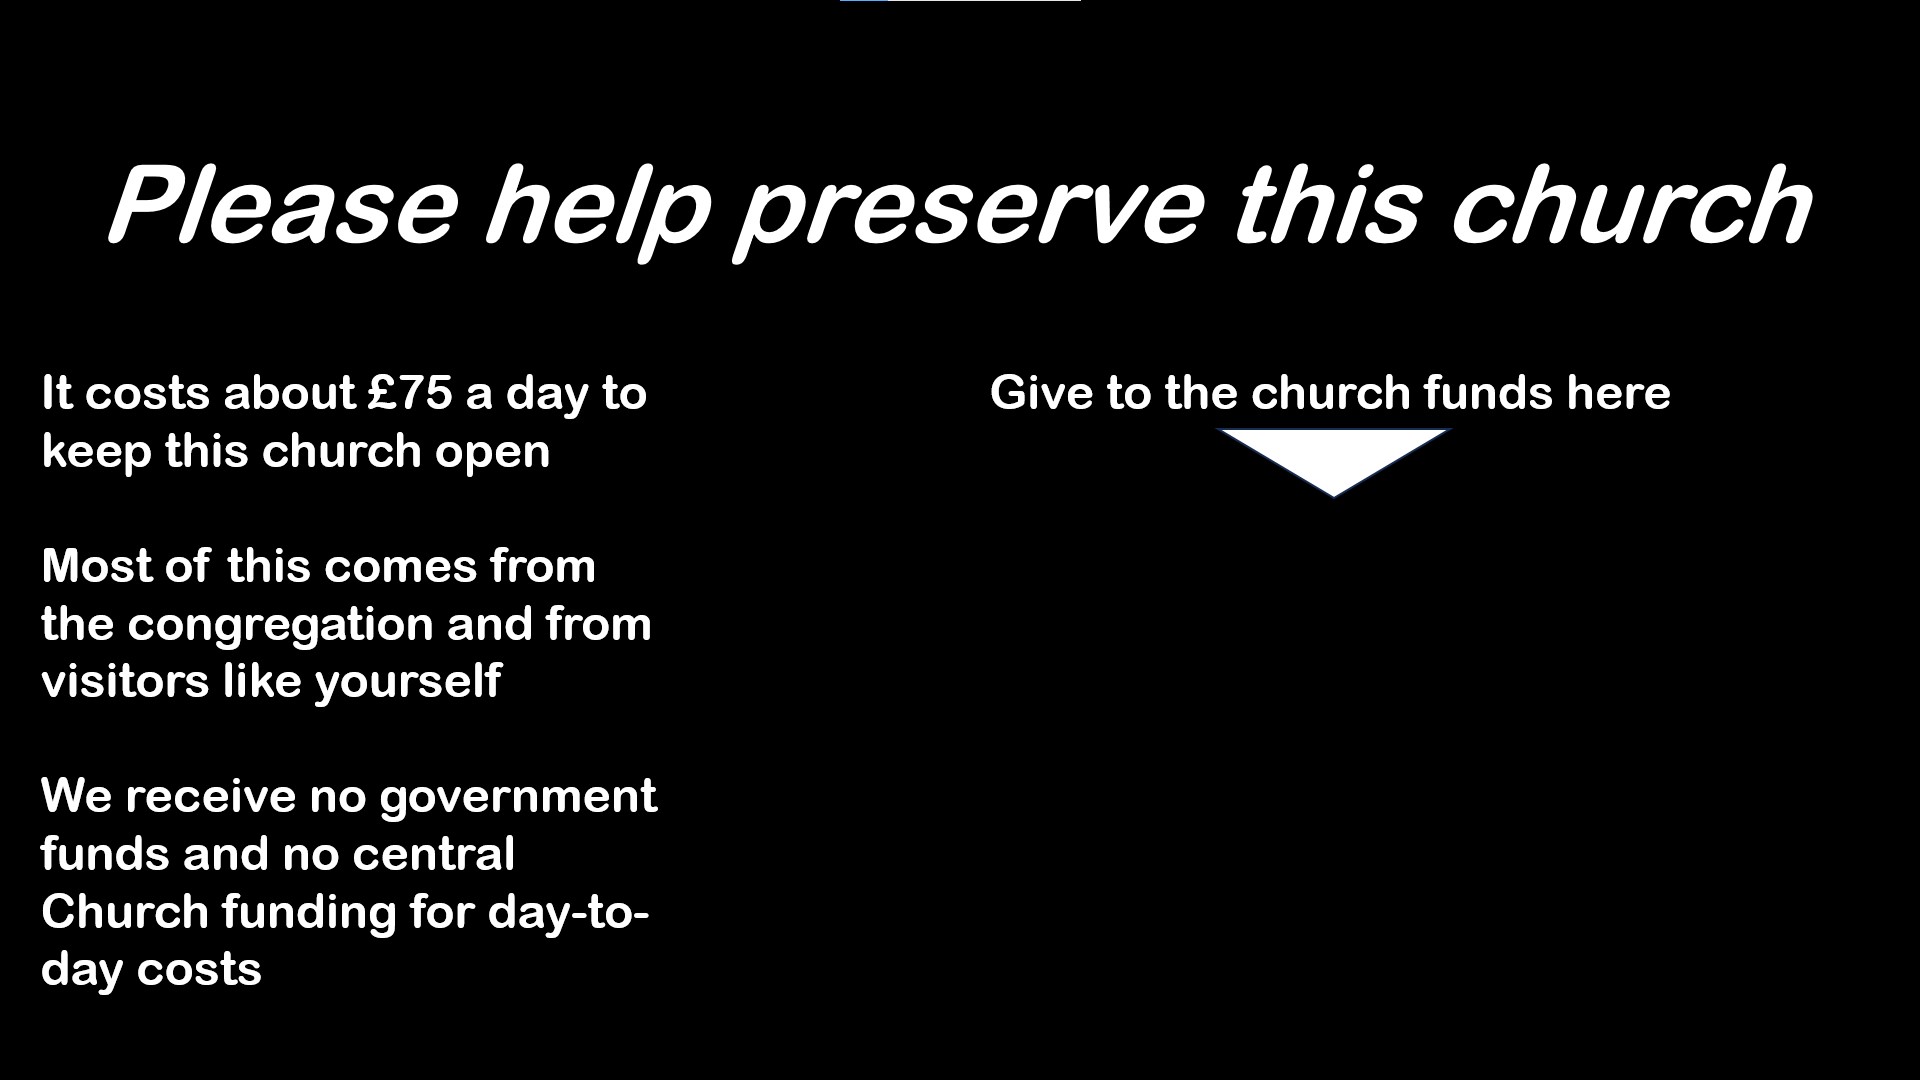 Please help preserve this church
It costs about £75 a day to
keep this church open
Most of this comes from
the congregation and from
visitors like yourself
We receive no government
funds and no central
Church funding for day-to-
day costs
Give to the church funds here